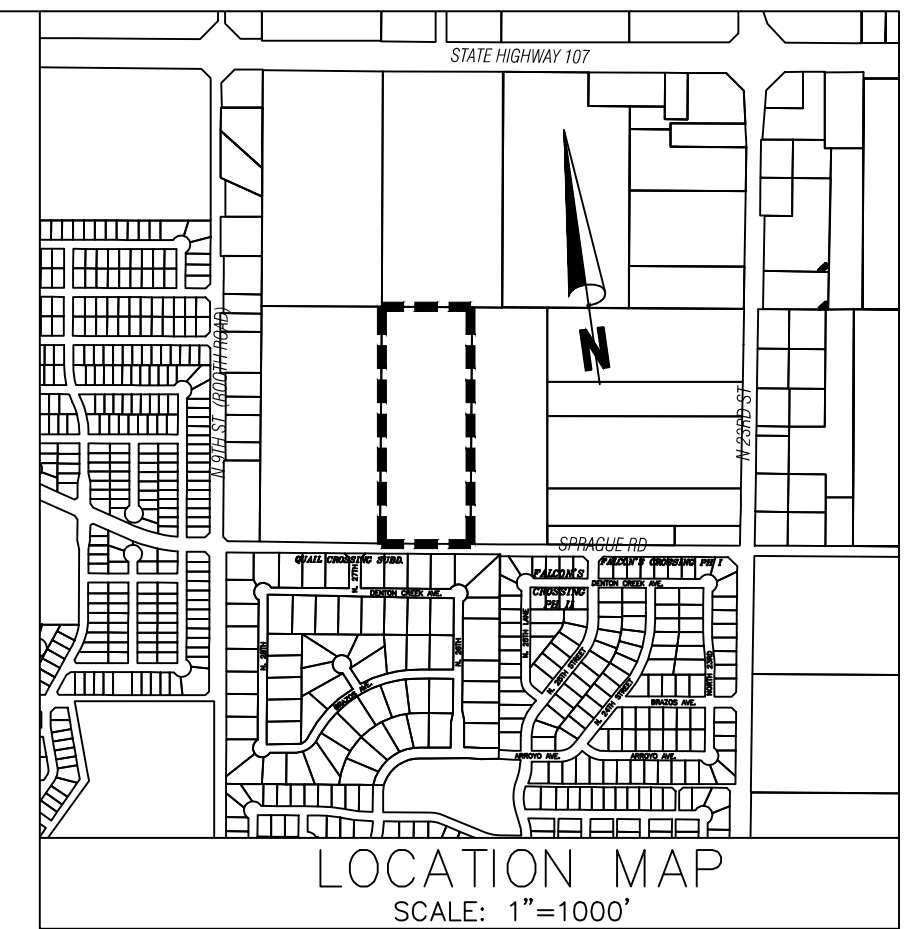 STATE HIGHWAY 107
N
N 9TH ST (BOOTH ROAD)
N 23RD ST
SPRAGUE RD
QUAIL CROSSING SUBD.
FALCON'S CROSSING PH I
FALCON'S
CROSSING
PH II
N. 27TH
DENTON CREEK AVE.
DENTON CREEK AVE.
N. 25TH LANE
N. 26TH
N. 25TH STREET
N. 24TH STREET
NORTH 23RD
BRAZOS AVE.
BRAZOS AVE.
ARROYO AVE.
ARROYO AVE.
LOCATION MAP
SCALE: 1"=1000'